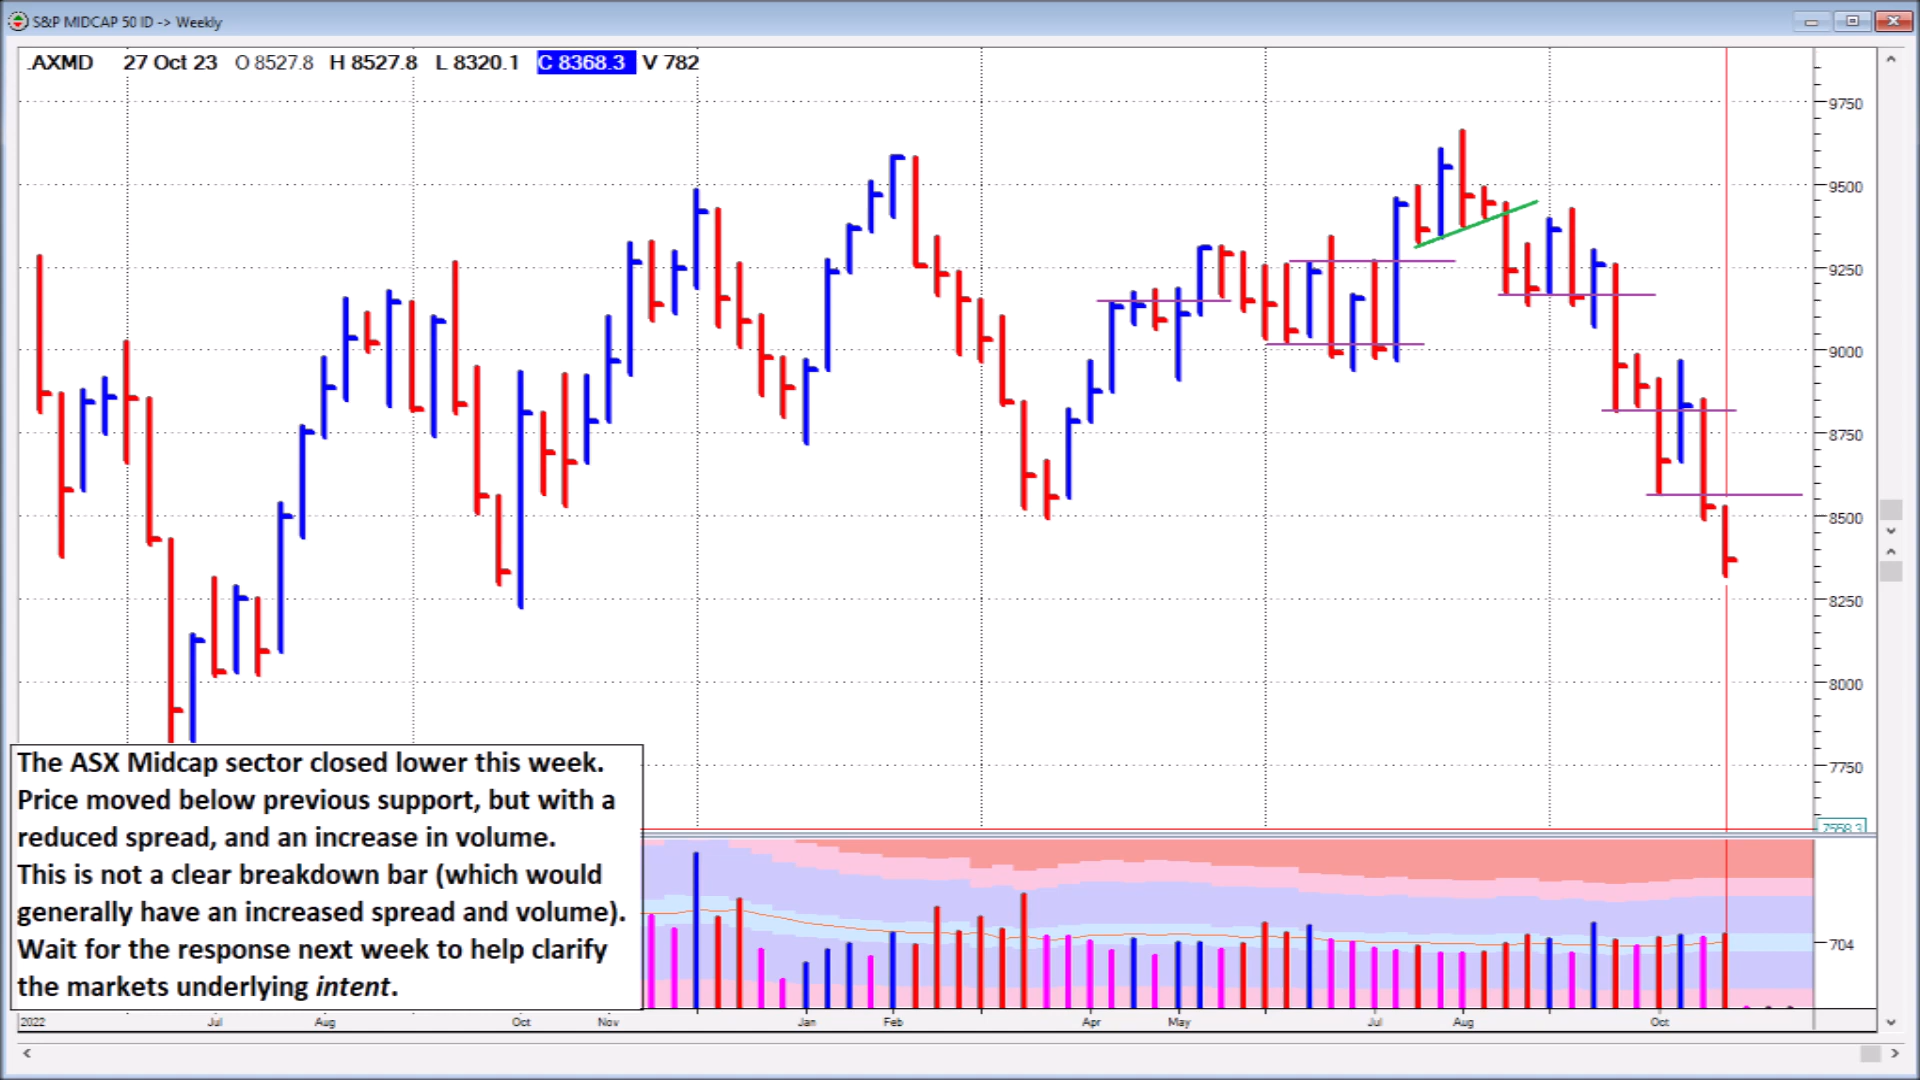 S&P MIDCAP 50 ID -> Weekly
.AXMD 27 Oct 23 O 8527.8 H 8527.8 L 8320.1 C 8368.3 V 782
9750
9500
9250
9000
8750
8500
8250
8000
7750
7558.3
The ASX Midcap sector closed lower this week.
Price moved below previous support, but with a
reduced spread, and an increase in volume.
This is not a clear breakdown bar (which would
generally have an increased spread and volume).
Wait for the response next week to help clarify
the markets underlying intent.
704
2022 Jul Aug Oct Nov Jan Feb Apr May Jul Aug Oct